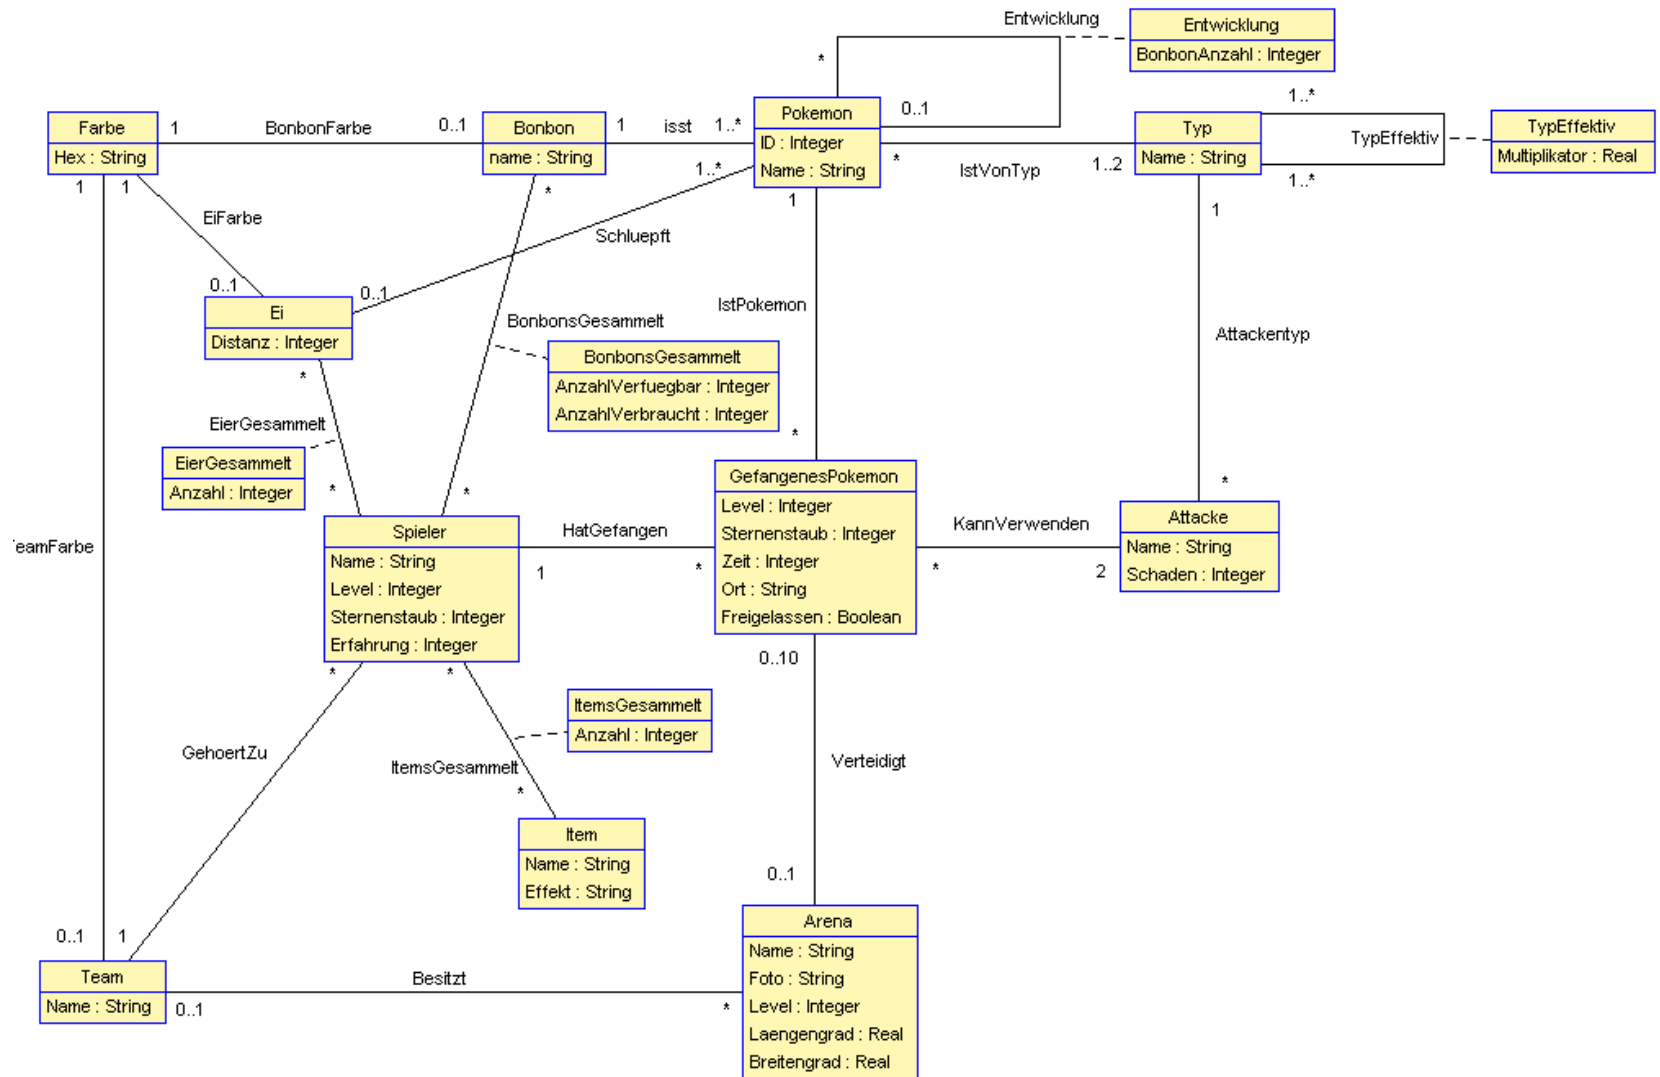 Entwicklung
Entwicklung
BonbonAnzahl : Integer
*
0..1
1..*
Farbe
Hex : String
1
BonbonFarbe
0..1
Bonbon
name : String
1
isst
1..*
Pokemon
ID : Integer
Name : String
*
IstVonTyp
1..2
Typ
Name : String
TypEffektiv
1..*
TypEffektiv
Multiplikator : Real
1
1
EiFarbe
0..1
*
1..*
Schluepft
0..1
1
1
Ei
Distanz : Integer
IstPokemon
BonbonsGesammelt
BonbonsGesammelt
AnzahlVerfuegbar : Integer
AnzahlVerbraucht : Integer
Attackentyp
*
EierGesammelt
EierGesammelt
Anzahl : Integer
*
*
*
*
Spieler
Name : String
Level : Integer
Sternenstaub : Integer
Erfahrung : Integer
HatGefangen
1
*
GefangenesPokemon
Level : Integer
Sternenstaub : Integer
Zeit : Integer
Ort : String
Freigelassen : Boolean
KannVerwenden
*
2
Attacke
Name : String
Schaden : Integer
eamFarbe
*
*
0..10
ItemsGesammelt
Anzahl : Integer
GehoertZu
ItemsGesammelt
*
Verteidigt
Item
Name : String
Effekt : String
0..1
0..1
1
Team
Name : String
0..1
Besitzt
*
Arena
Name : String
Foto : String
Level : Integer
Laengengrad : Real
Breitengrad : Real